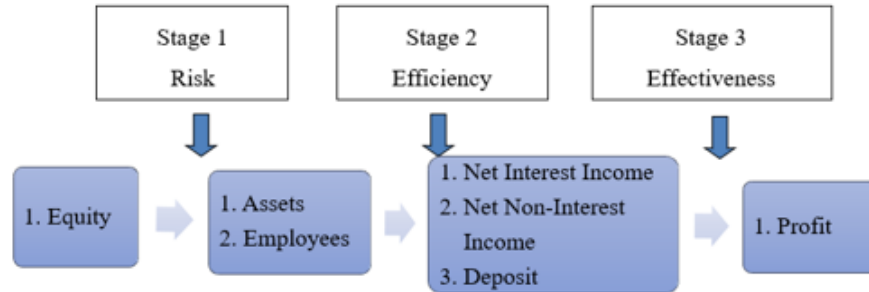 Stage 1
Risk
Stage 2
Efficiency
Stage 3
Effectiveness
1. Equity
1. Assets
2. Employees
1. Net Interest Income
2. Net Non-Interest
Income
3. Deposit
1. Profit